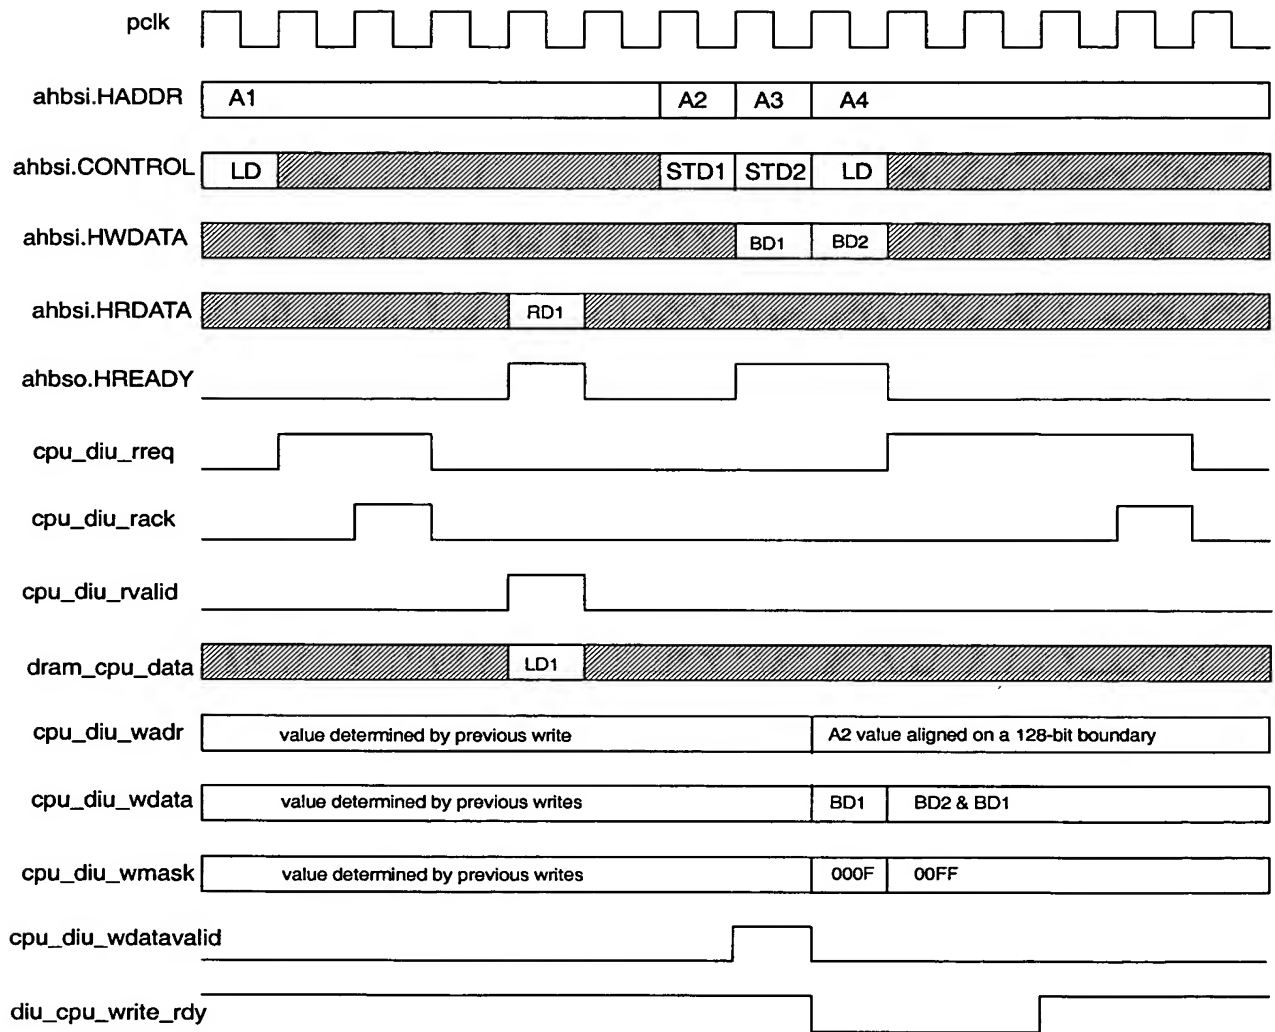 pclk
ahbsi.HADDR A1 A2 A3 A4
ahbsi.CONTROL LD STD1 STD2 LD
ahbsi.HWDATA BD1 BD2
ahbsi.HRDATA RD1
ahbso.HREADY
cpu_diu_rreq
cpu_diu_rack
cpu_diu_rvalid
dram_cpu_data LD1
cpu_diu_wadr value determined by previous write A2 value aligned on a 128-bit boundary
cpu_diu_wdata value determined by previous writes BD1 BD2 & BD1
cpu_diu_wmask value determined by previous writes 000F 00FF
cpu_diu_wdatavalid
diu_cpu_write_rdy